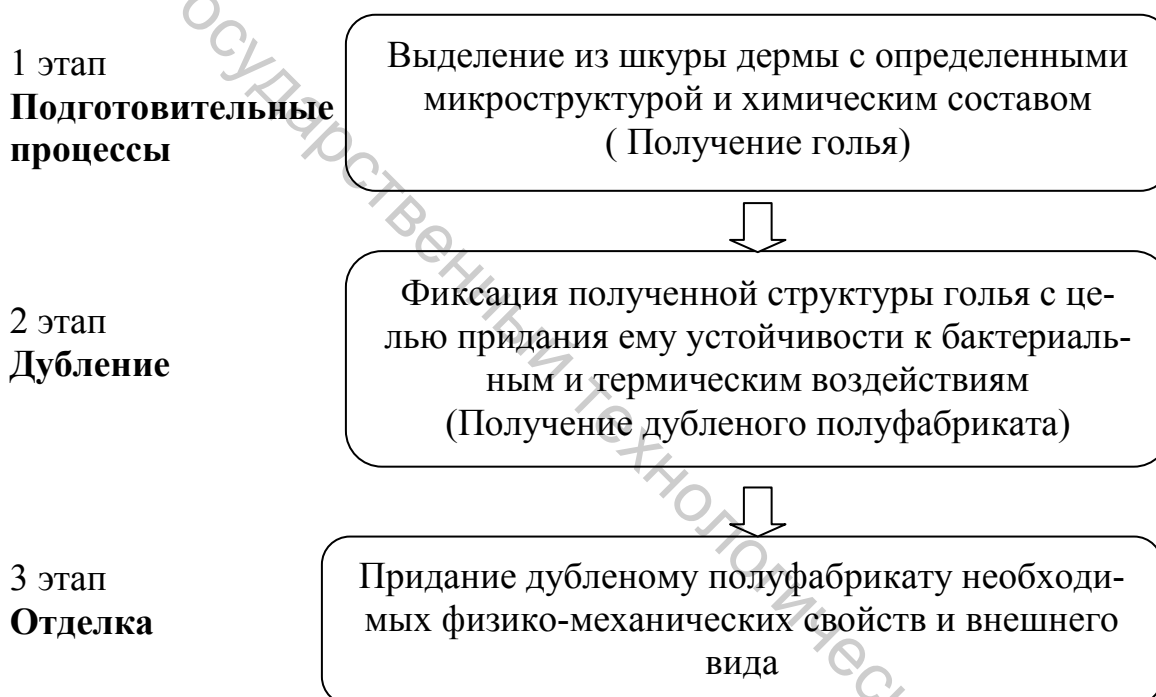 1 этап
Подготовительные
процессы
Выделение из шкуры дермы с определенными
микроструктурой и химическим составом
( Получение голья)
2 этап
Дубление
Фиксация полученной структуры голья с це-
лью придания ему устойчивости к бактериаль-
ным и термическим воздействиям
(Получение дубленого полуфабриката)
3 этап
Отделка
Придание дубленому полуфабрикату необходи-
мых физико-механических свойств и внешнего
вида